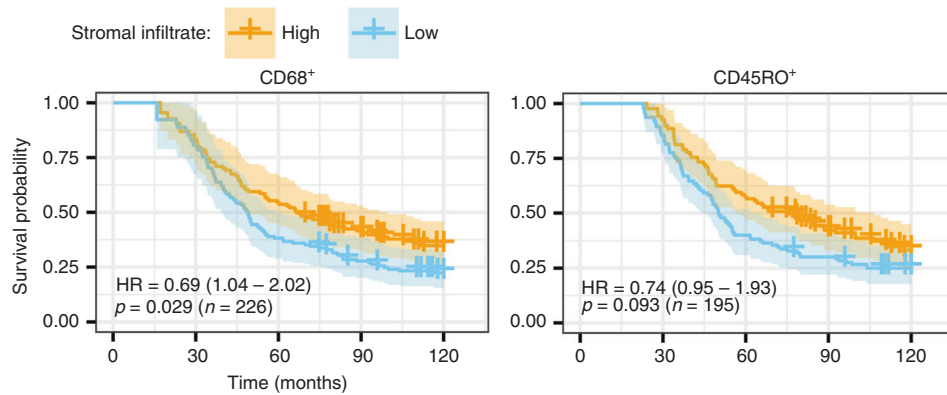 Stromal infiltrate: High Low
CD68⁺
Survival probability
1.00
0.75
0.50
0.25
0.00
HR = 0.69 (1.04 – 2.02)
p = 0.029 (n = 226)
0 30 60 90 120
Time (months)
CD45RO⁺
1.00
0.75
0.50
0.25
0.00
HR = 0.74 (0.95 – 1.93)
p = 0.093 (n = 195)
0 30 60 90 120